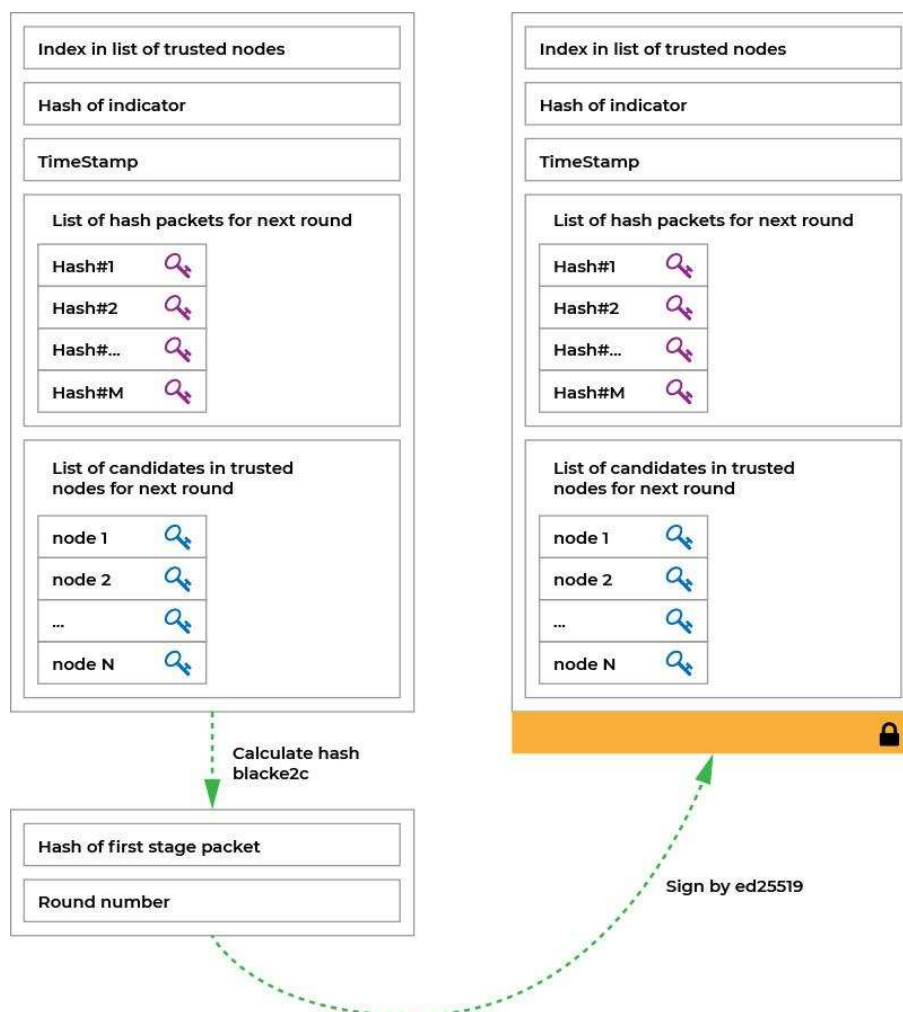 Index in list of trusted nodes
Hash of indicator
TimeStamp
List of hash packets for next round
Hash#1
Hash#2
Hash#...
Hash#M
List of candidates in trusted
nodes for next round
node 1
node 2
...
node N
Calculate hash
blacke2c
Hash of first stage packet
Round number
Index in list of trusted nodes
Hash of indicator
TimeStamp
List of hash packets for next round
Hash#1
Hash#2
Hash#...
Hash#M
List of candidates in trusted
nodes for next round
node 1
node 2
...
node N
Sign by ed25519